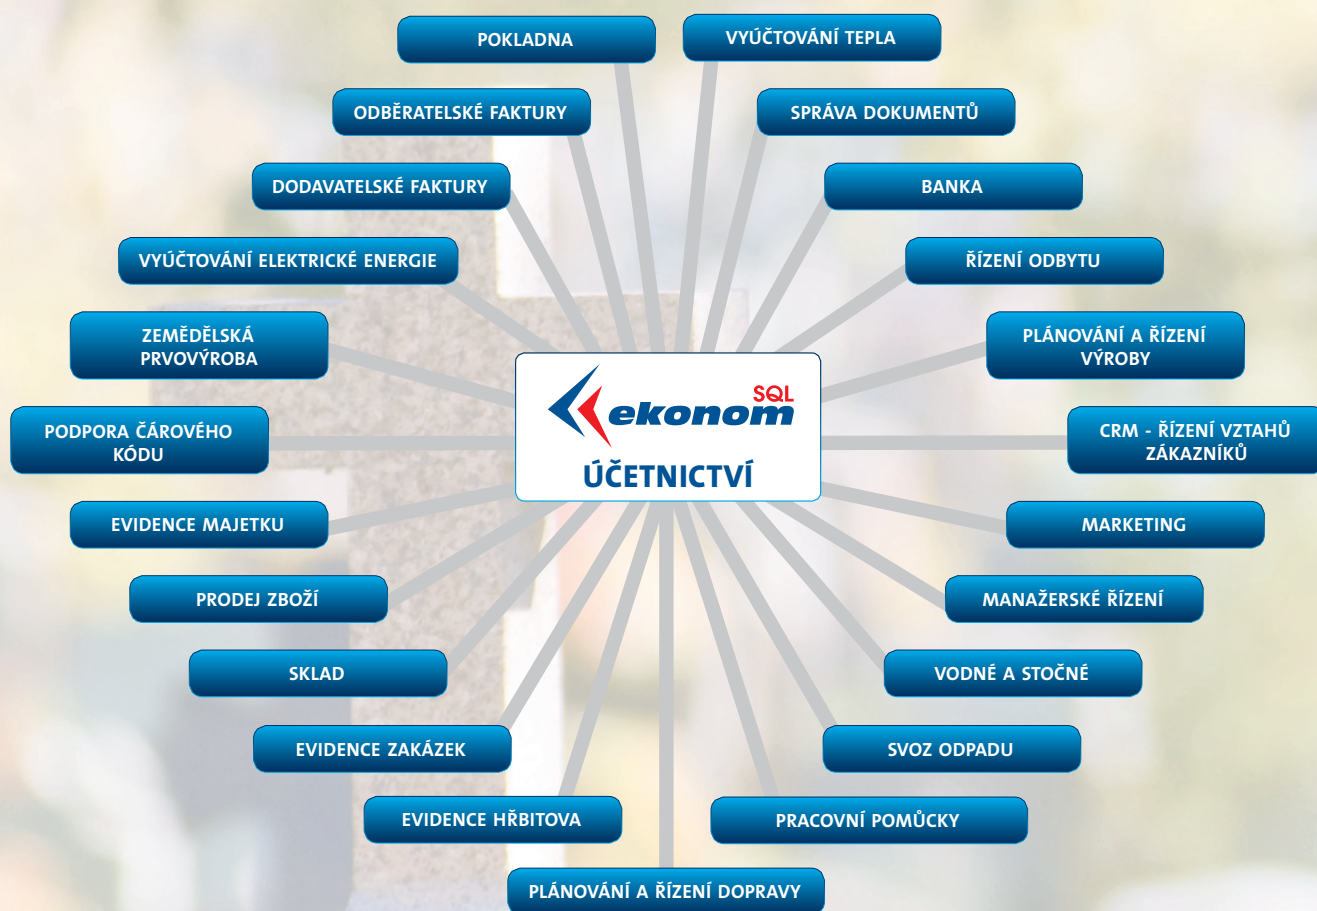 POKLADNA
VYÚČTOVÁNÍ TEPLA
ODBĚRATELSKÉ FAKTURY
SPRÁVA DOKUMENTŮ
DODAVATELSKÉ FAKTURY
BANKA
VYÚČTOVÁNÍ ELEKTRICKÉ ENERGIE
ŘÍZENÍ ODBYTU
ZEMĚDĚLSKÁ
PRVOVÝROBA
PLÁNOVÁNÍ A ŘÍZENÍ
VÝROBY
SQL
ekonom
ÚČETNICTVÍ
PODPORA ČÁROVÉHO
KÓDU
CRM - ŘÍZENÍ VZTAHŮ
ZÁKAZNÍKŮ
EVIDENCE MAJETKU
MARKETING
PRODEJ ZBOŽÍ
MANAŽERSKÉ ŘÍZENÍ
SKLAD
VODNÉ A STOČNÉ
EVIDENCE ZAKÁZEK
SVOZ ODPADU
EVIDENCE HŘBITOVA
PRACOVNÍ POMŮCKY
PLÁNOVÁNÍ A ŘÍZENÍ DOPRAVY